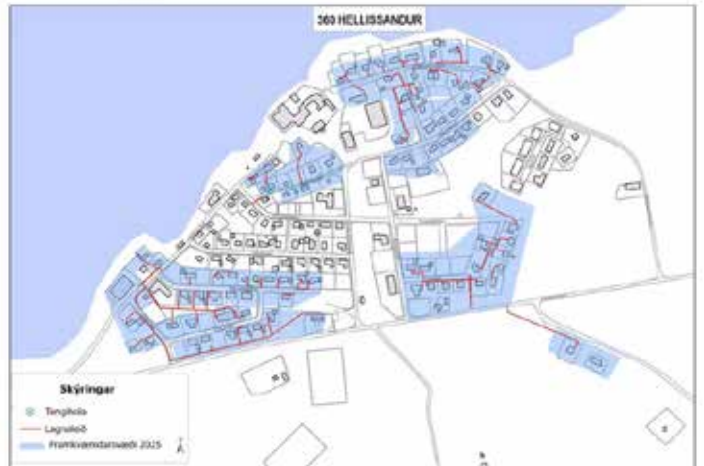 360 HELLISSANDUR
Skýringar
Tengihola
Lagnaleið
Framkvæmdarsvæði 2025